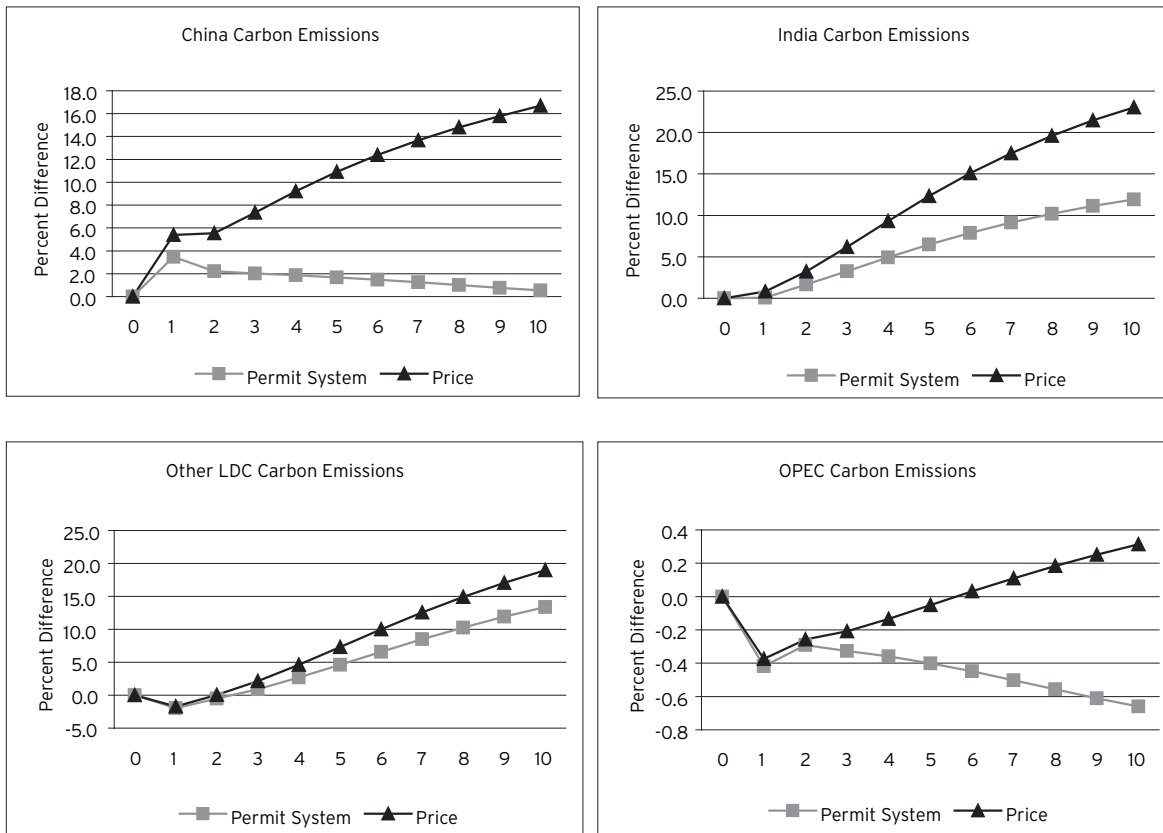 China Carbon Emissions
Percent Difference
18.0
16.0
14.0
12.0
10.0
8.0
6.0
4.0
2.0
0.0
0 1 2 3 4 5 6 7 8 9 10
Permit System Price
India Carbon Emissions
Percent Difference
25.0
20.0
15.0
10.0
5.0
0.0
0 1 2 3 4 5 6 7 8 9 10
Permit System Price
Other LDC Carbon Emissions
Percent Difference
25.0
20.0
15.0
10.0
5.0
0.0
-5.0
0 1 2 3 4 5 6 7 8 9 10
Permit System Price
OPEC Carbon Emissions
Percent Difference
0.4
0.2
0.0
-0.2
-0.4
-0.6
-0.8
0 1 2 3 4 5 6 7 8 9 10
Permit System Price